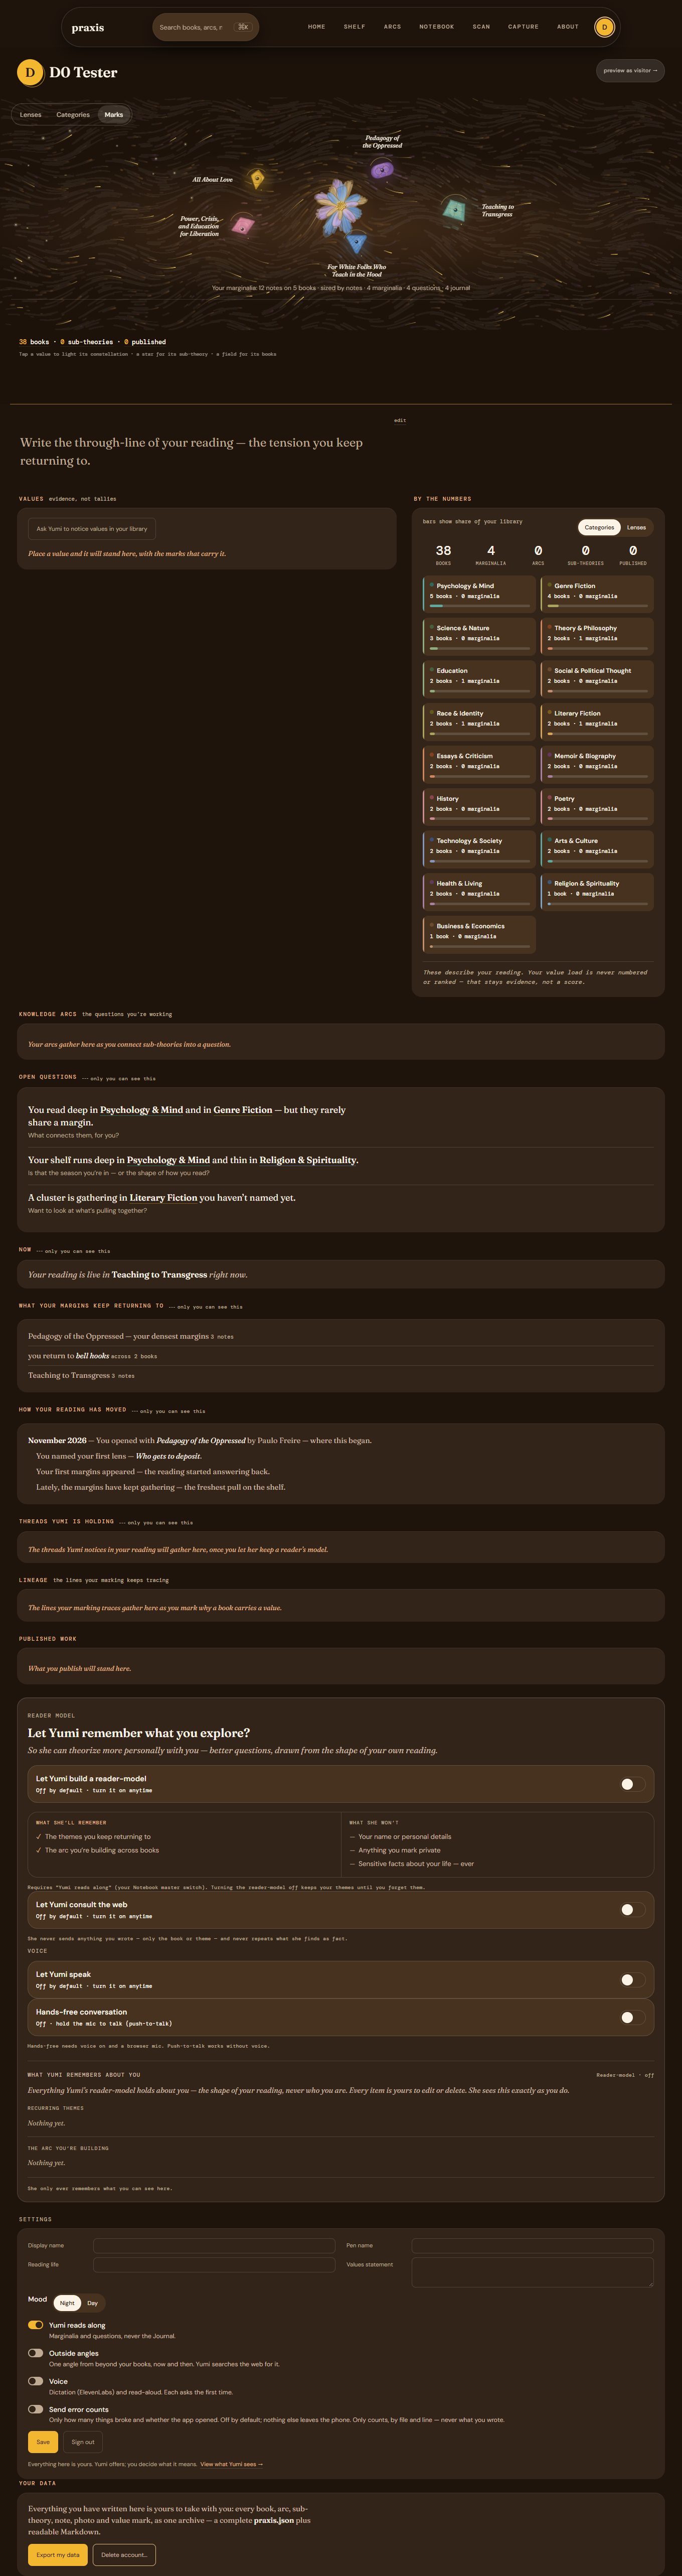 praxis
Search books, arcs, r
⌘K
HOME
SHELF
ARCS
NOTEBOOK
SCAN
CAPTURE
ABOUT
D
D
D0 Tester
preview as visitor →
Lenses
Categories
Marks
Pedagogy of
the Oppressed
All About Love
Teaching to
Transgress
Power, Crisis,
and Education
for Liberation
For White Folks Who
Teach in the Hood
Your marginalia: 12 notes on 5 books · sized by notes · 4 marginalia · 4 questions · 4 journal
38 books · 0 sub-theories · 0 published
Tap a value to light its constellation · a star for its sub-theory · a field for its books
edit
Write the through-line of your reading — the tension you keep
returning to.
VALUES evidence, not tallies
Ask Yumi to notice values in your library
Place a value and it will stand here, with the marks that carry it.
BY THE NUMBERS
bars show share of your library
Categories
Lenses
38
4
0
0
0
BOOKS
MARGINALIA
ARCS
SUB-THEORIES
PUBLISHED
Psychology & Mind
5 books · 0 marginalia
Genre Fiction
4 books · 0 marginalia
Science & Nature
3 books · 0 marginalia
Theory & Philosophy
2 books · 1 marginalia
Education
2 books · 1 marginalia
Social & Political Thought
2 books · 0 marginalia
Race & Identity
2 books · 1 marginalia
Literary Fiction
2 books · 1 marginalia
Essays & Criticism
2 books · 0 marginalia
Memoir & Biography
2 books · 0 marginalia
History
2 books · 0 marginalia
Poetry
2 books · 0 marginalia
Technology & Society
2 books · 0 marginalia
Arts & Culture
2 books · 0 marginalia
Health & Living
2 books · 0 marginalia
Religion & Spirituality
1 book · 0 marginalia
Business & Economics
1 book · 0 marginalia
These describe your reading. Your value load is never numbered
or ranked — that stays evidence, not a score.
KNOWLEDGE ARCS the questions you're working
Your arcs gather here as you connect sub-theories into a question.
OPEN QUESTIONS — only you can see this
You read deep in Psychology & Mind and in Genre Fiction — but they rarely
share a margin.
What connects them, for you?
Your shelf runs deep in Psychology & Mind and thin in Religion & Spirituality.
Is that the season you're in — or the shape of how you read?
A cluster is gathering in Literary Fiction you haven't named yet.
Want to look at what's pulling together?
NOW — only you can see this
Your reading is live in Teaching to Transgress right now.
WHAT YOUR MARGINS KEEP RETURNING TO — only you can see this
Pedagogy of the Oppressed — your densest margins 3 notes
you return to bell hooks across 2 books
Teaching to Transgress 3 notes
HOW YOUR READING HAS MOVED — only you can see this
November 2026 — You opened with Pedagogy of the Oppressed by Paulo Freire — where this began.
You named your first lens — Who gets to deposit.
Your first margins appeared — the reading started answering back.
Lately, the margins have kept gathering — the freshest pull on the shelf.
THREADS YUMI IS HOLDING — only you can see this
The threads Yumi notices in your reading will gather here, once you let her keep a reader's model.
LINEAGE the lines your marking keeps tracing
The lines your marking traces gather here as you mark why a book carries a value.
PUBLISHED WORK
What you publish will stand here.
READER MODEL
Let Yumi remember what you explore?
So she can theorize more personally with you — better questions, drawn from the shape of your own reading.
Let Yumi build a reader-model
Off by default · turn it on anytime
WHAT SHE'LL REMEMBER
✓ The themes you keep returning to
✓ The arc you're building across books
WHAT SHE WON'T
— Your name or personal details
— Anything you mark private
— Sensitive facts about your life — ever
Requires "Yumi reads along" (your Notebook master switch). Turning the reader-model off keeps your themes until you forget them.
Let Yumi consult the web
Off by default · turn it on anytime
She never sends anything you wrote — only the book or theme — and never repeats what she finds as fact.
VOICE
Let Yumi speak
Off by default · turn it on anytime
Hands-free conversation
Off · hold the mic to talk (push-to-talk)
Hands-free needs voice on and a browser mic. Push-to-talk works without voice.
WHAT YUMI REMEMBERS ABOUT YOU
Reader-model · off
Everything Yumi's reader-model holds about you — the shape of your reading, never who you are. Every item is yours to edit or delete. She sees this exactly as you do.
RECURRING THEMES
Nothing yet.
THE ARC YOU'RE BUILDING
Nothing yet.
She only ever remembers what you can see here.
SETTINGS
Display name
Pen name
Reading life
Values statement
Mood
Night
Day
Yumi reads along
Marginalia and questions, never the Journal.
Outside angles
One angle from beyond your books, now and then. Yumi searches the web for it.
Voice
Dictation (ElevenLabs) and read-aloud. Each asks the first time.
Send error counts
Only how many things broke and whether the app opened. Off by default; nothing else leaves the phone. Only counts, by file and line — never what you wrote.
Save
Sign out
Everything here is yours. Yumi offers; you decide what it means. View what Yumi sees →
YOUR DATA
Everything you have written here is yours to take with you: every book, arc, sub-
theory, note, photo and value mark, as one archive — a complete praxis.json plus
readable Markdown.
Export my data
Delete account…